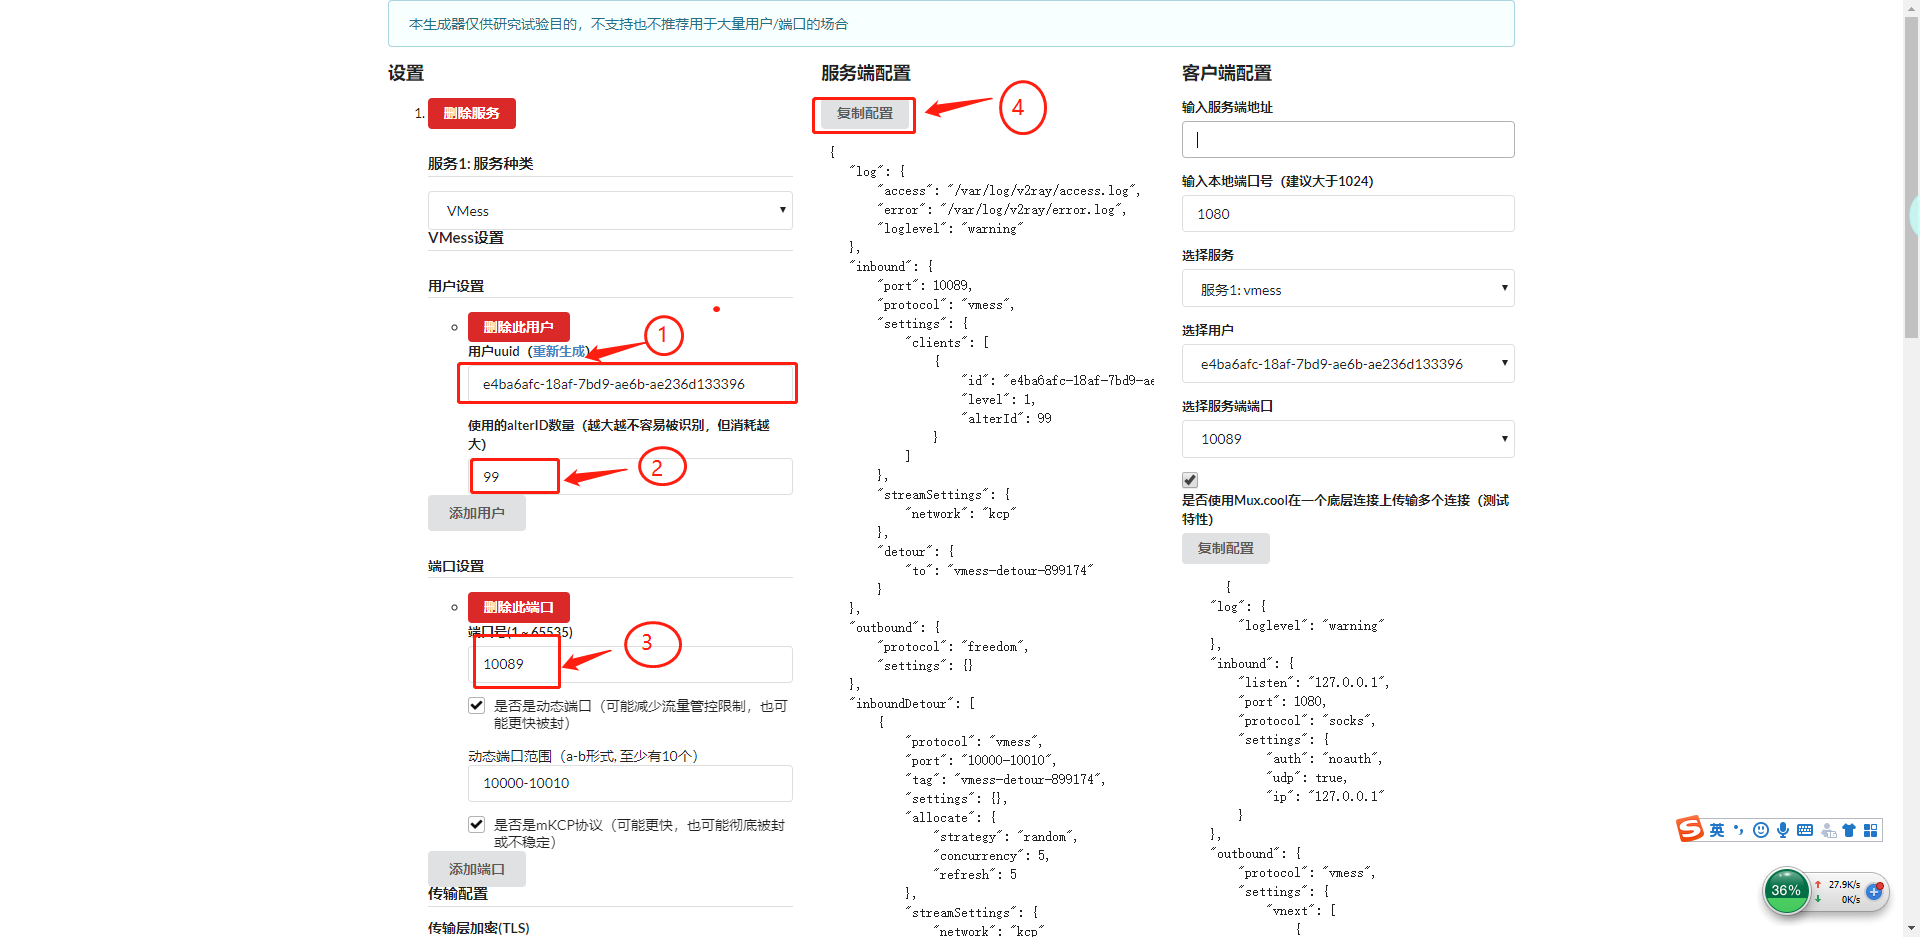 本生成器仅供研究试验目的，不支持也不推荐用于大量用户/端口的场合
设置
1. 删除服务
服务1: 服务种类
VMess
VMess设置
用户设置
删除此用户
用户uuid（重新生成）
1
e4ba6afc-18af-7bd9-ae6b-ae236d133396
使用的alterID数量（越大越不容易被识别，但消耗越
大）
99
2
添加用户
端口设置
删除此端口
端口号(1 ~ 65535)
10089
3
是否是动态端口（可能减少流量管控限制，也可
能更快被封）
动态端口范围（a-b形式, 至少有10个）
10000-10010
是否是mKCP协议（可能更快，也可能彻底被封
或不稳定）
添加端口
传输配置
传输层加密(TLS)
服务端配置
复制配置
4
{
"log": {
"access": "/var/log/v2ray/access.log",
"error": "/var/log/v2ray/error.log",
"loglevel": "warning"
},
"inbound": {
"port": 10089,
"protocol": "vmess",
"settings": {
"clients": [
{
"id": "e4ba6afc-18af-7bd9-ae
"level": 1,
"alterId": 99
}
]
},
"streamSettings": {
"network": "kcp"
},
"detour": {
"to": "vmess-detour-899174"
}
},
"outbound": {
"protocol": "freedom",
"settings": {}
},
"inboundDetour": [
{
"protocol": "vmess",
"port": "10000-10010",
"tag": "vmess-detour-899174",
"settings": {},
"allocate": {
"strategy": "random",
"concurrency": 5,
"refresh": 5
},
"streamSettings": {
"network": "kcp"
客户端配置
输入服务端地址
输入本地端口号（建议大于1024）
1080
选择服务
服务1: vmess
选择用户
e4ba6afc-18af-7bd9-ae6b-ae236d133396
选择服务端端口
10089
是否使用Mux.cool在一个底层连接上传输多个连接（测试
特性）
复制配置
{
"log": {
"loglevel": "warning"
},
"inbound": {
"listen": "127.0.0.1",
"port": 1080,
"protocol": "socks",
"settings": {
"auth": "noauth",
"udp": true,
"ip": "127.0.0.1"
}
},
"outbound": {
"protocol": "vmess",
"settings": {
"vnext": [
{
英
36%
27.9K/s
0K/s